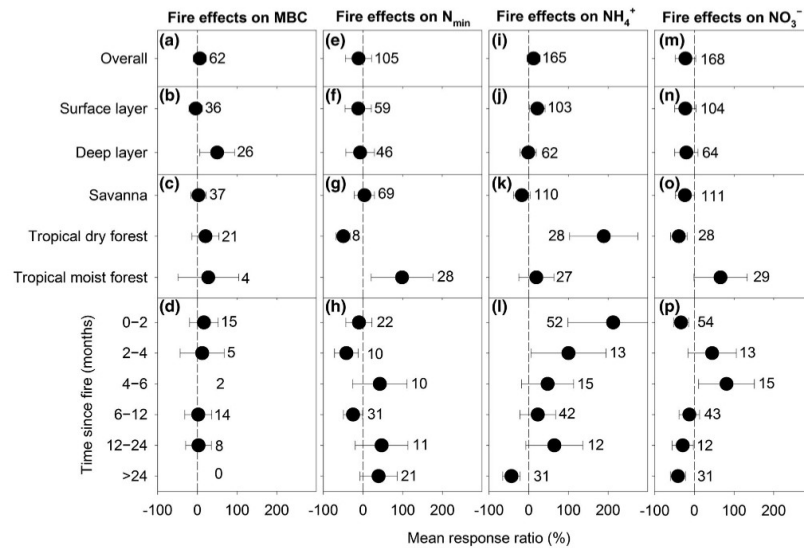 Fire effects on MBC Fire effects on Nmin Fire effects on NH4+ Fire effects on NO3−
(a) (e) (i) (m)
Overall 62 105 165 168
(b) (f) (j) (n)
Surface layer 36 59 103 104
Deep layer 26 46 62 64
(c) (g) (k) (o)
Savanna 37 69 110 111
Tropical dry forest 21 8 28 28
Tropical moist forest 4 28 27 29
(d) (h) (l) (p)
Time since fire (months)
0−2 15 22 52 54
2−4 5 10 13 13
4−6 2 10 15 15
6−12 14 31 42 43
12−24 8 11 12 12
>24 0 21 31 31
-100 0 100 200 -100 0 100 200 -100 0 100 200 -100 0 100 200
Mean response ratio (%)